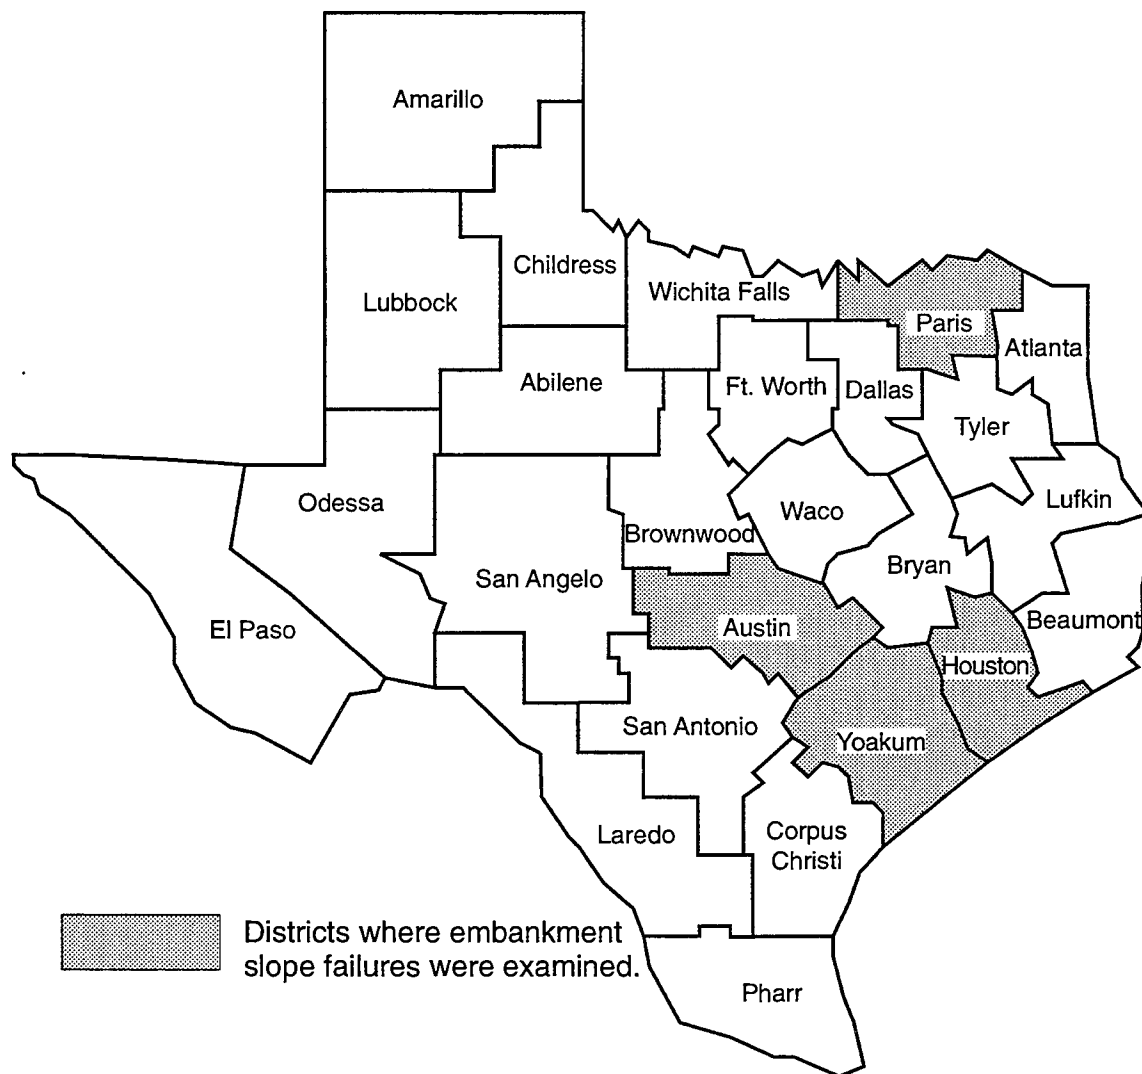 Amarillo
Childress
Lubbock
Wichita Falls
Paris
Atlanta
Abilene
Ft. Worth
Dallas
Tyler
Odessa
Waco
Lufkin
Brownwood
San Angelo
Bryan
El Paso
Austin
Beaumont
Houston
San Antonio
Yoakum
Laredo
Corpus
Christi
Districts where embankment
slope failures were examined.
Pharr